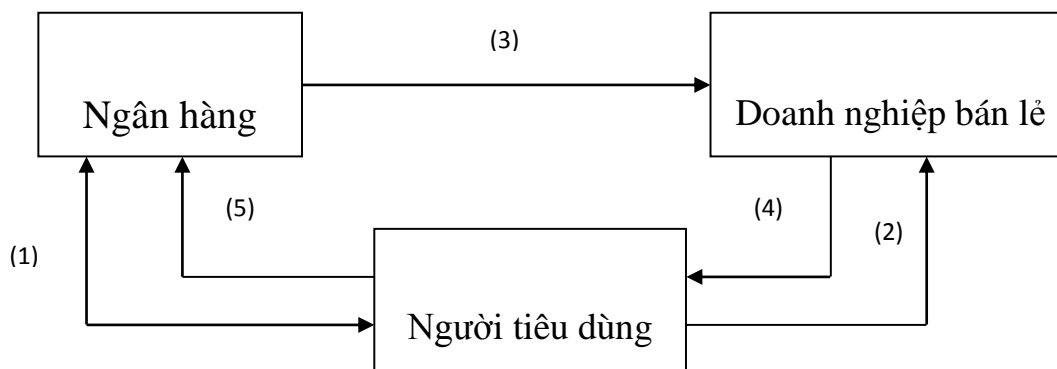 (3)
Ngân hàng
Doanh nghiệp bán lẻ
(5)
(4)
(2)
(1)
Người tiêu dùng